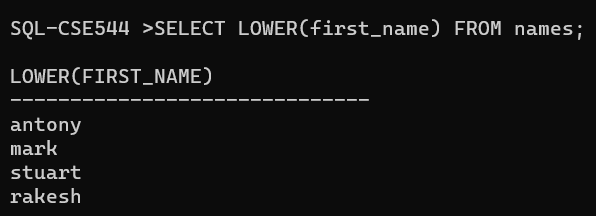 SQL-CSE544 >SELECT LOWER(first_name) FROM names;
LOWER(FIRST_NAME)
------------------------------
antony
mark
stuart
rakesh